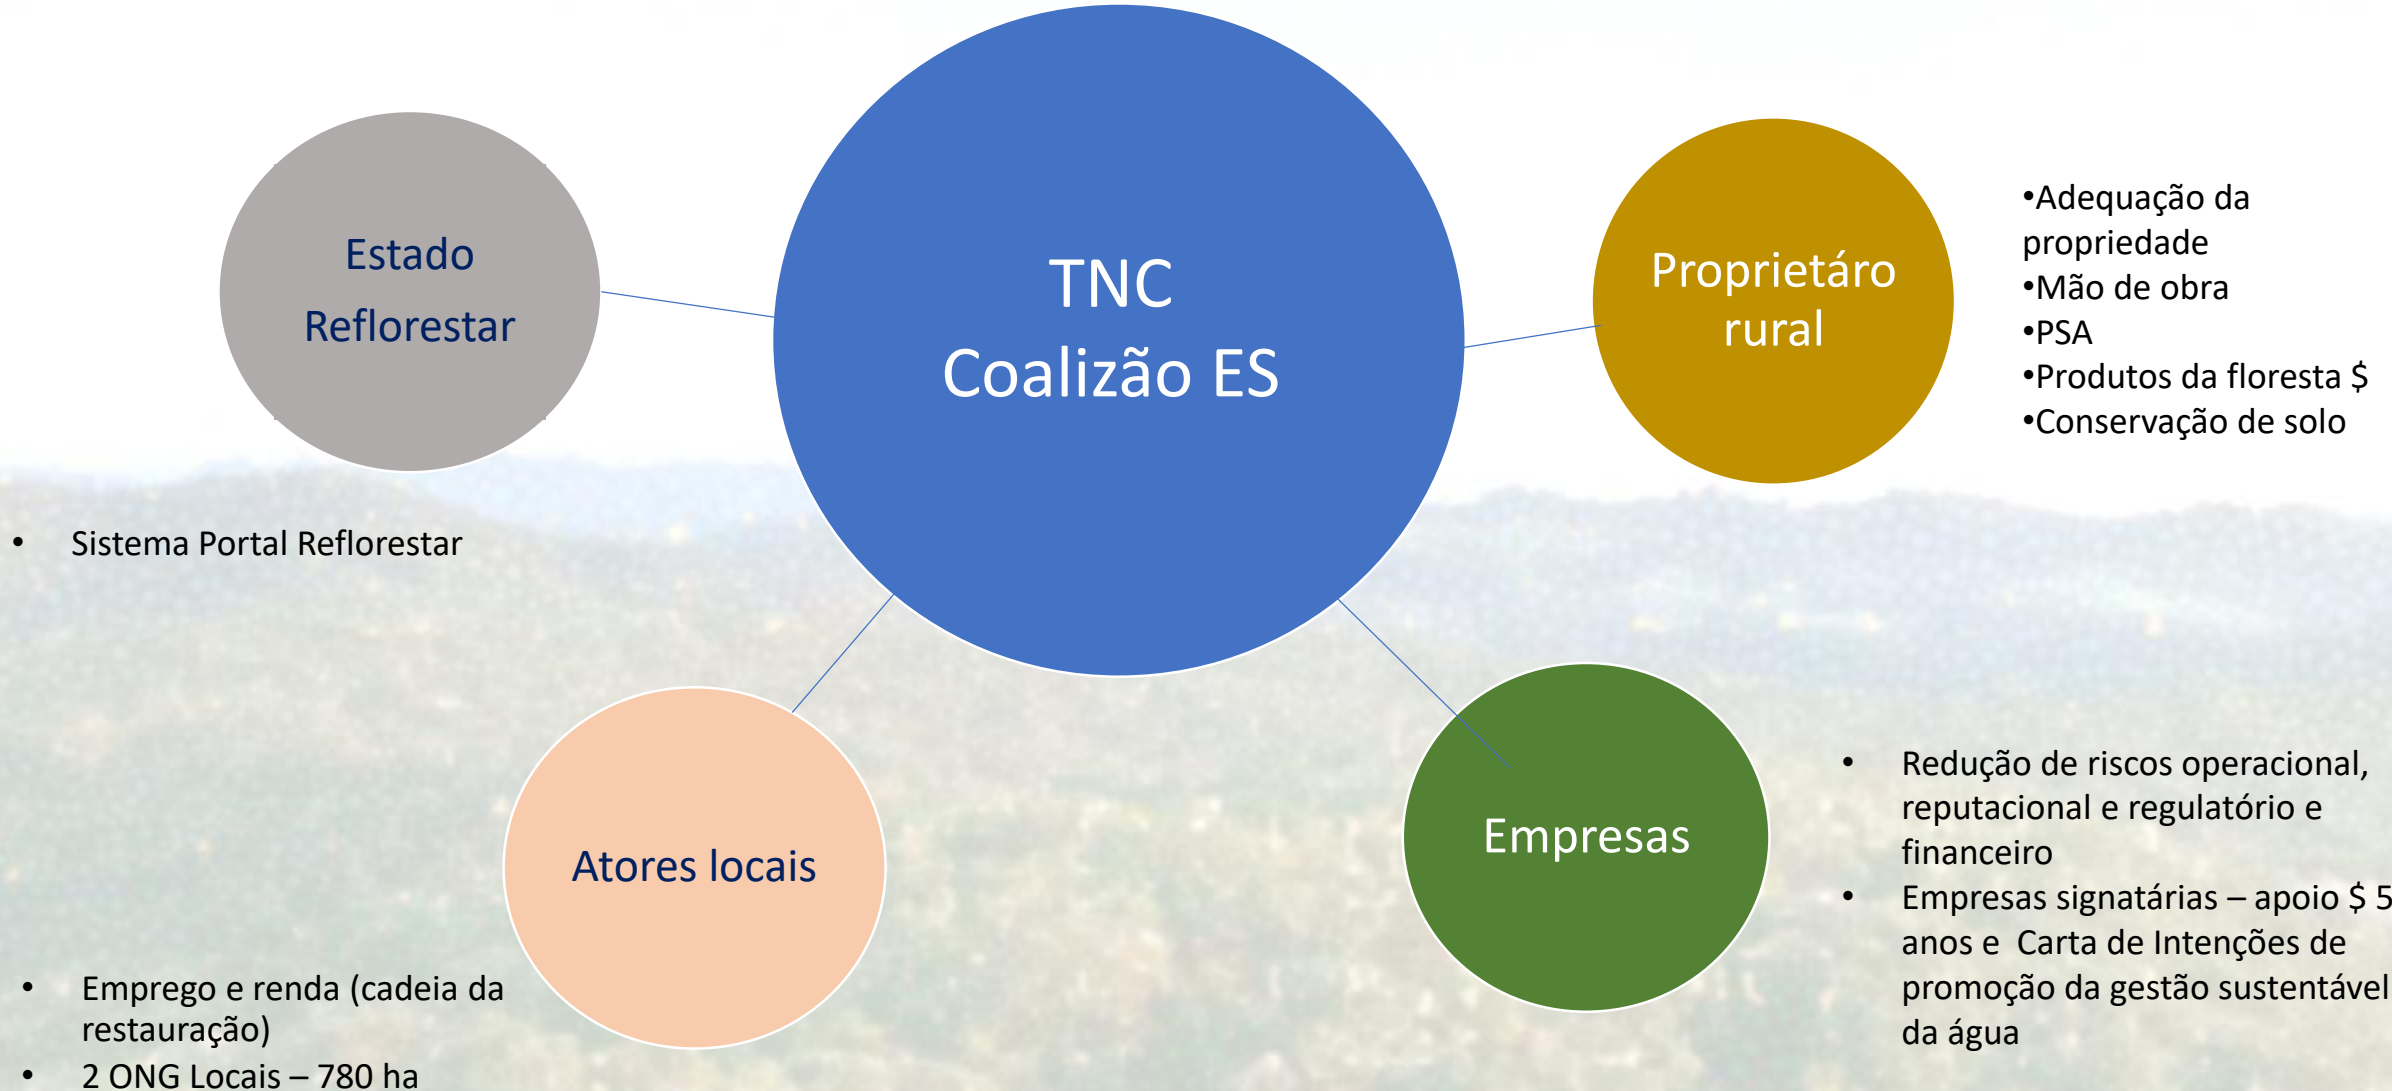 TNC
Coalizão ES
Estado
Reflorestar
• Sistema Portal Reflorestar
Proprietáro
rural
•Adequação da
propriedade
•Mão de obra
•PSA
•Produtos da floresta $
•Conservação de solo
Atores locais
• Emprego e renda (cadeia da
restauração)
• 2 ONG Locais – 780 ha
Empresas
• Redução de riscos operacional,
reputacional e regulatório e
financeiro
• Empresas signatárias – apoio $ 5
anos e Carta de Intenções de
promoção da gestão sustentável
da água